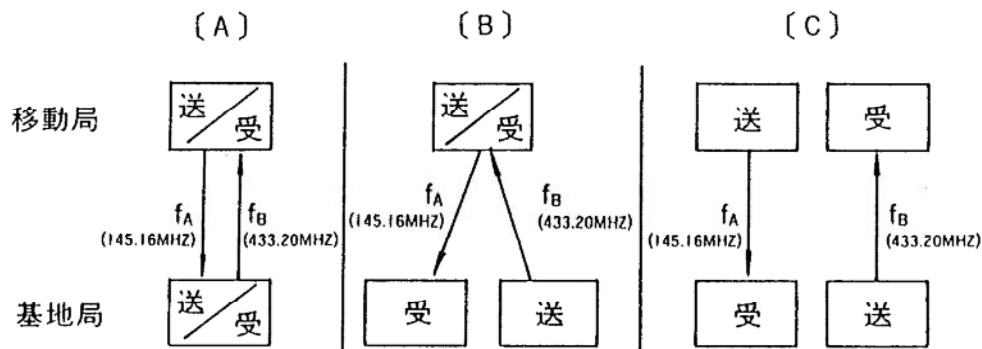 〔A〕 〔B〕 〔C〕
移動局 送 受 送 受 送 受
fA fB fA fB fA fB
(145.16MHZ) (433.20MHZ) (145.16MHZ) (433.20MHZ) (145.16MHZ) (433.20MHZ)
基地局 送 受 受 送 受 送